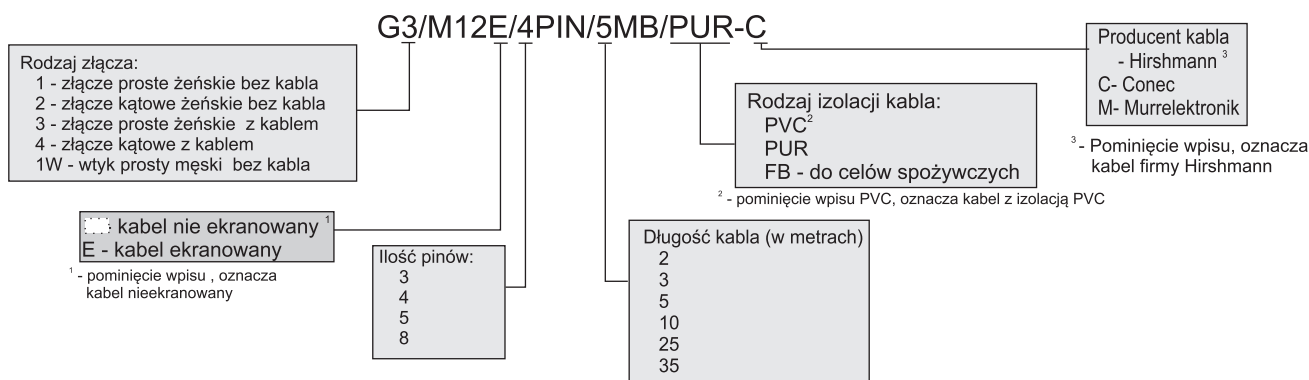 G3/M12E/4PIN/5MB/PUR-C
Rodzaj złącza:
1 - złącze proste żeńskie bez kabla
2 - złącze kątowe żeńskie bez kabla
3 - złącze proste żeńskie z kablem
4 - złącze kątowe z kablem
1W - wtyk prosty męski bez kabla
kabel nie ekranowany ¹
E - kabel ekranowany
¹ - pominięcie wpisu , oznacza
kabel nieekranowany
Ilość pinów:
3
4
5
8
Długość kabla (w metrach)
2
3
5
10
25
35
Rodzaj izolacji kabla:
PVC²
PUR
FB - do celów spożywczych
² - pominięcie wpisu PVC, oznacza kabel z izolacją PVC
Producent kabla
- Hirshmann ³
C- Conec
M- Murrelektronik
³ - Pominięcie wpisu, oznacza
kabel firmy Hirshmann